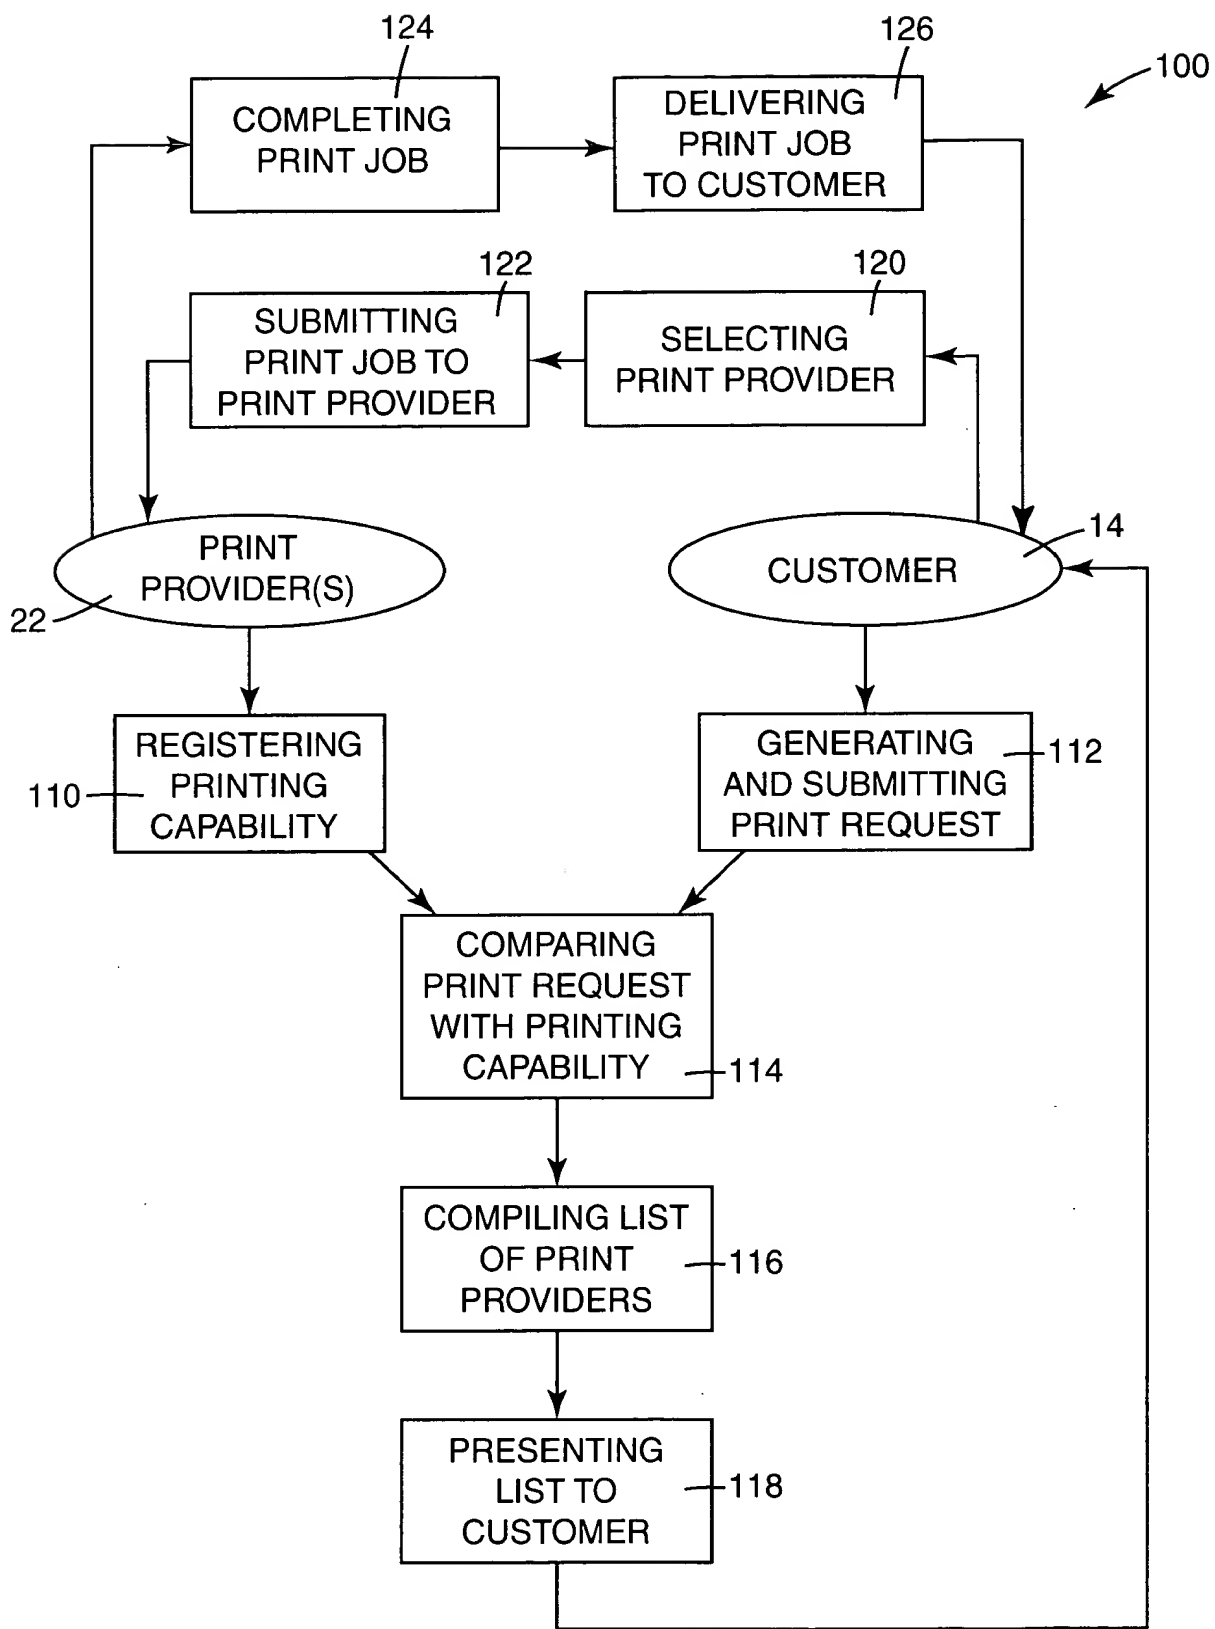 124
126
100
COMPLETING
PRINT JOB
DELIVERING
PRINT JOB
TO CUSTOMER
122
120
SUBMITTING
PRINT JOB TO
PRINT PROVIDER
SELECTING
PRINT PROVIDER
PRINT
PROVIDER(S)
22
CUSTOMER
14
REGISTERING
PRINTING
CAPABILITY
110
GENERATING
AND SUBMITTING
PRINT REQUEST
112
COMPARING
PRINT REQUEST
WITH PRINTING
CAPABILITY
114
COMPILING LIST
OF PRINT
PROVIDERS
116
PRESENTING
LIST TO
CUSTOMER
118